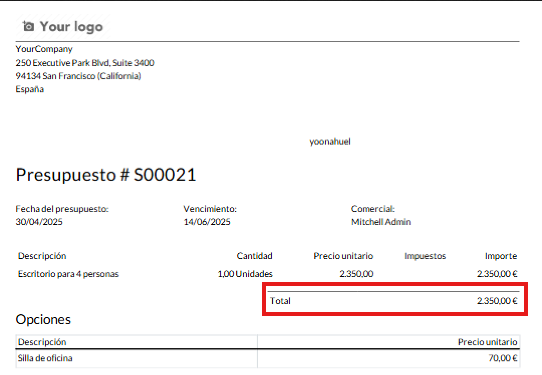 Your logo
YourCompany
250 Executive Park Blvd, Suite 3400
94134 San Francisco (California)
España
yoonahuel
Presupuesto # S00021
Fecha del presupuesto: Vencimiento: Comercial:
30/04/2025 14/06/2025 Mitchell Admin
Descripción Cantidad Precio unitario Impuestos Importe
Escritorio para 4 personas 1,00 Unidades 2.350,00 2.350,00 €
Total 2.350,00 €
Opciones
Descripción Precio unitario
Silla de oficina 70,00 €